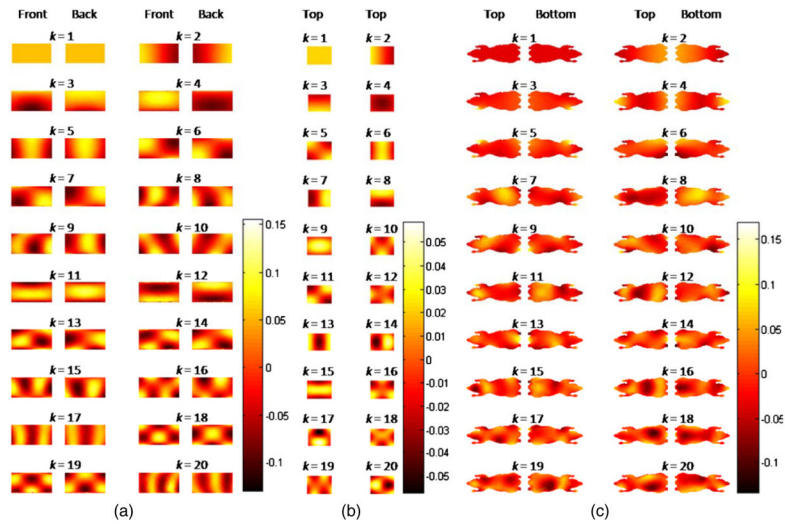 Front Back
k=1 k=2
k=3 k=4
k=5 k=6
k=7 k=8
k=9 k=10
k=11 k=12
k=13 k=14
k=15 k=16
k=17 k=18
k=19 k=20
0.15
0.1
0.05
0
-0.05
-0.1
(a)
Top Top
k=1 k=2
k=3 k=4
k=5 k=6
k=7 k=8
k=9 k=10
k=11 k=12
k=13 k=14
k=15 k=16
k=17 k=18
k=19 k=20
0.05
0.04
0.03
0.02
0.01
0
-0.01
-0.02
-0.03
-0.04
-0.05
(b)
Top Bottom Top Bottom
k=1 k=2
k=3 k=4
k=5 k=6
k=7 k=8
k=9 k=10
k=11 k=12
k=13 k=14
k=15 k=16
k=17 k=18
k=19 k=20
0.15
0.1
0.05
0
-0.05
-0.1
(c)